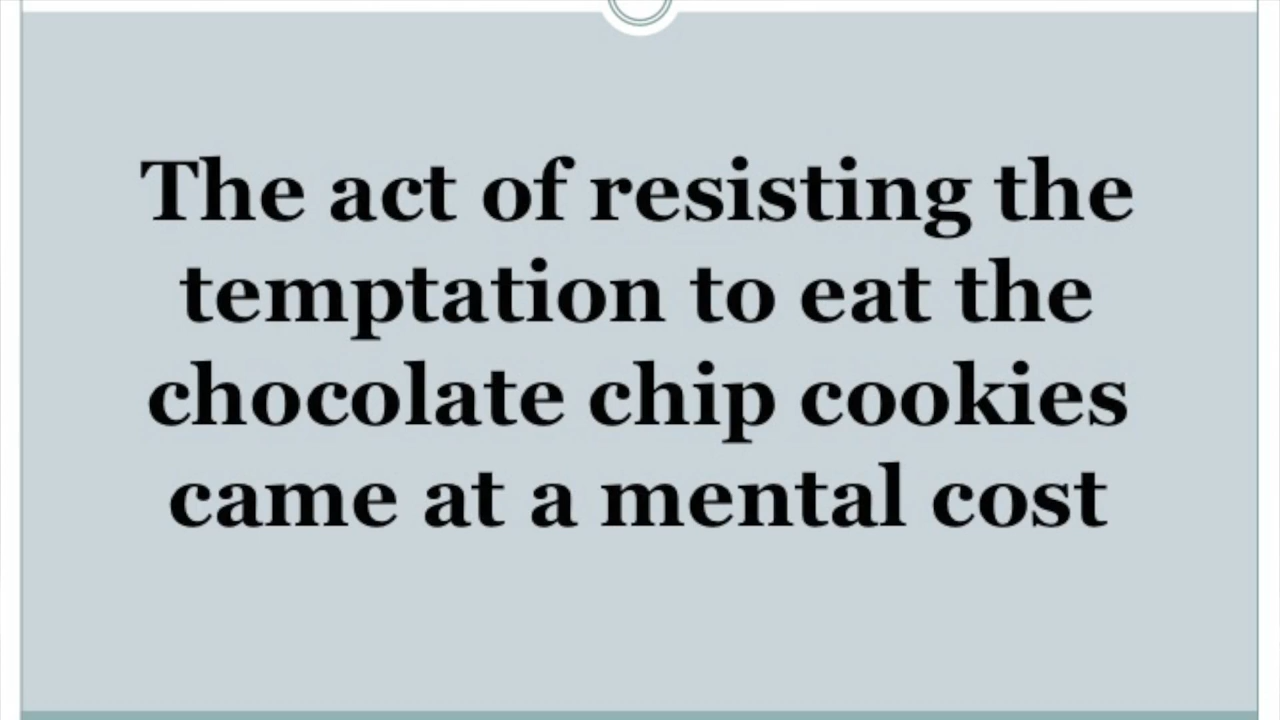 The act of resisting the
temptation to eat the
chocolate chip cookies
came at a mental cost